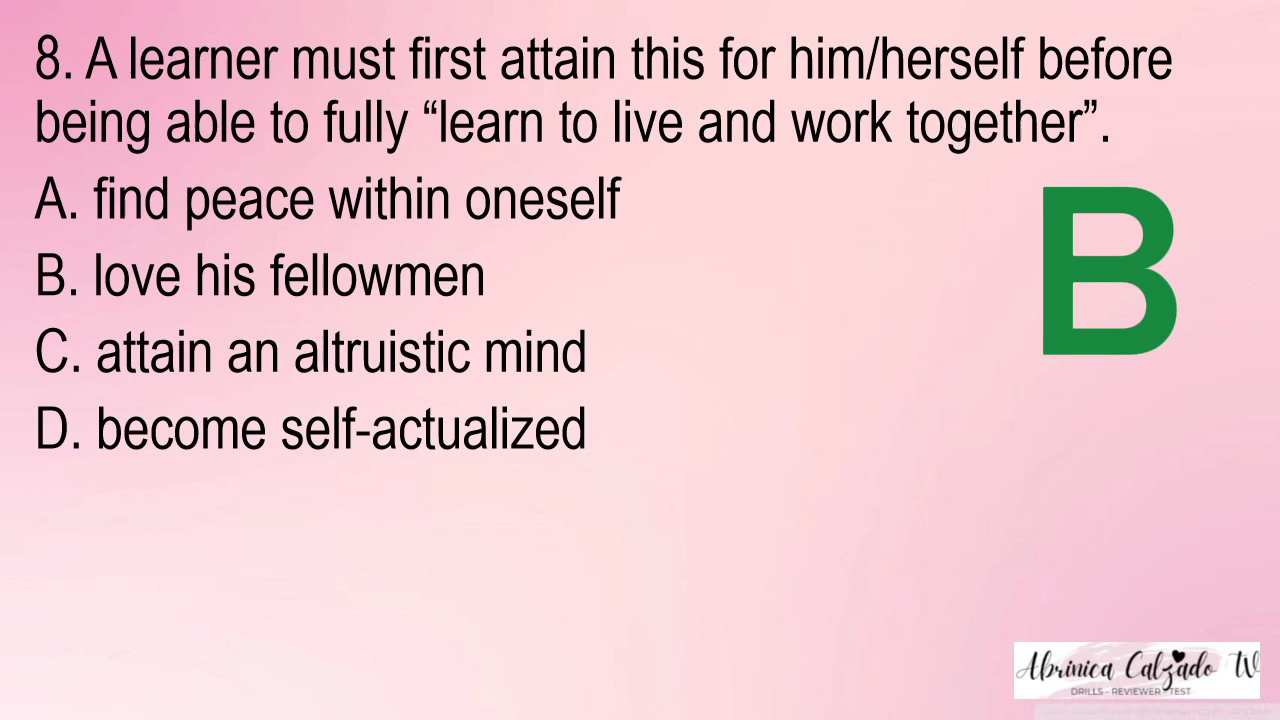 8. A learner must first attain this for him/herself before
being able to fully “learn to live and work together”.
A. find peace within oneself
B. love his fellowmen
C. attain an altruistic mind
D. become self-actualized
B
Abrinica Calzado TV
DRILLS - REVIEWER - TEST